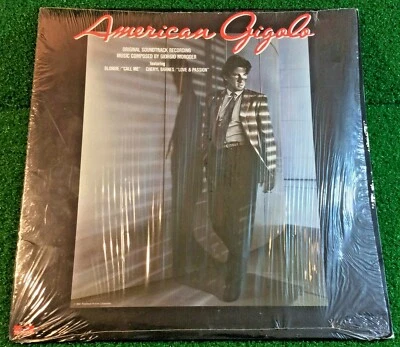 American Gigolo
ORIGINAL SOUNDTRACK RECORDING
MUSIC COMPOSED BY GIORGIO MORODER
Featuring
BLONDIE, "CALL ME" CHERYL BARNES, "LOVE & PASSION"